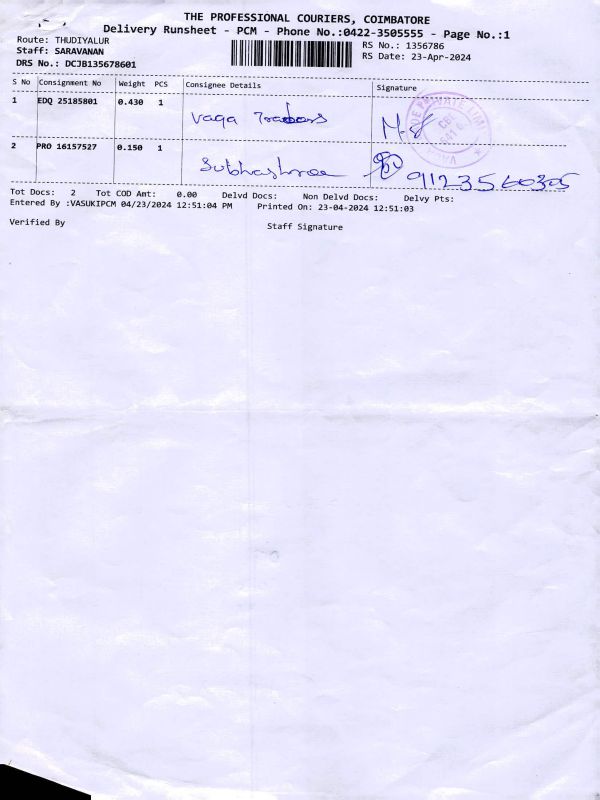 THE PROFESSIONAL COURIERS, COIMBATORE
Delivery Runsheet - PCM - Phone No.:0422-3505555 - Page No.:1
Route: THUDIYALUR
Staff: SARAVANAN
DRS No.: DCJB135678601
RS No.: 1356786
RS Date: 23-Apr-2024
S No Consignment No Weight PCS Consignee Details Signature
1 EDQ 25185801 0.430 1 Vaga Traders
2 PRO 16157527 0.150 1 Subhashree 9123560305
Tot Docs: 2 Tot COD Amt: 0.00 Delvd Docs: Non Delvd Docs: Delvy Pts:
Entered By :VASUKIPCM 04/23/2024 12:51:04 PM Printed On: 23-04-2024 12:51:03
Verified By Staff Signature